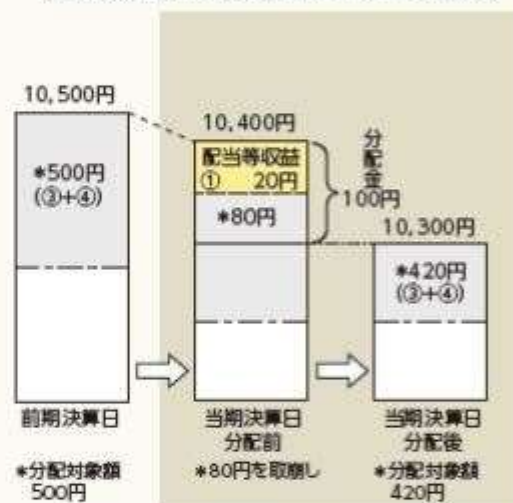 10,500円
*500円
(③+④)
前期決算日
*分配対象額
500円
10,400円
配当等収益
① 20円
*80円
分配金
100円
当期決算日
分配前
*80円を取崩し
10,300円
*420円
(③+④)
当期決算日
分配後
*分配対象額
420円